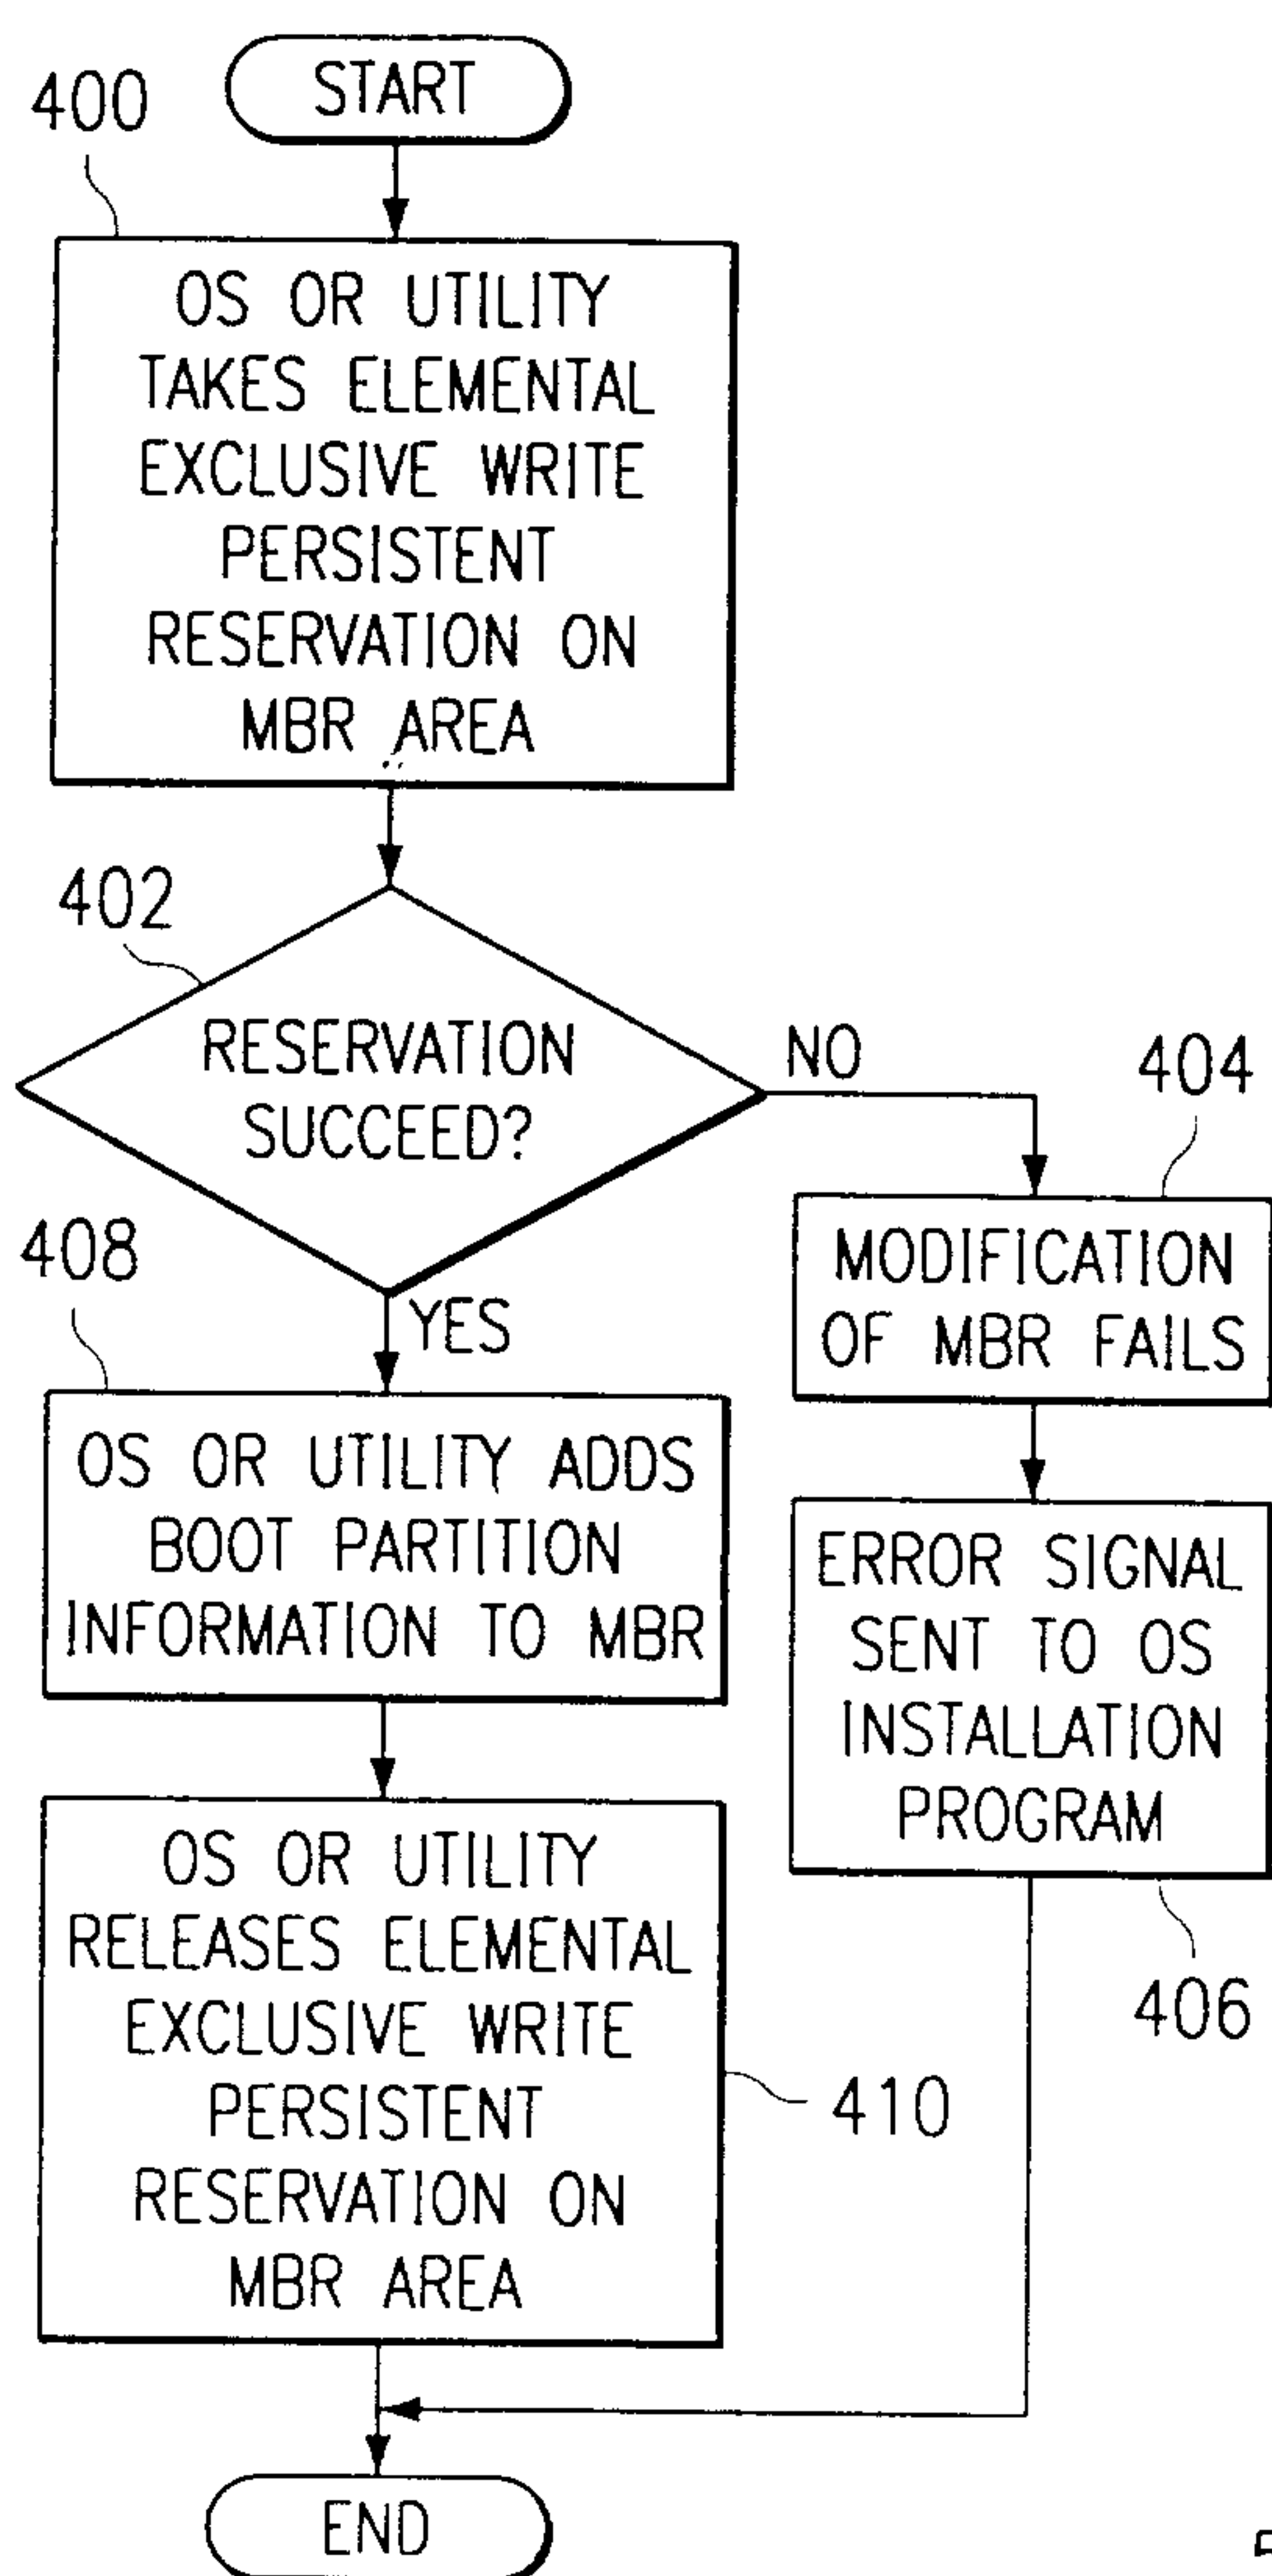 START
400
OS OR UTILITY
TAKES ELEMENTAL
EXCLUSIVE WRITE
PERSISTENT
RESERVATION ON
MBR AREA
402
RESERVATION
SUCCEED?
NO
404
MODIFICATION
OF MBR FAILS
408
YES
OS OR UTILITY ADDS
BOOT PARTITION
INFORMATION TO MBR
ERROR SIGNAL
SENT TO OS
INSTALLATION
PROGRAM
406
OS OR UTILITY
RELEASES ELEMENTAL
EXCLUSIVE WRITE
PERSISTENT
RESERVATION ON
MBR AREA
410
END